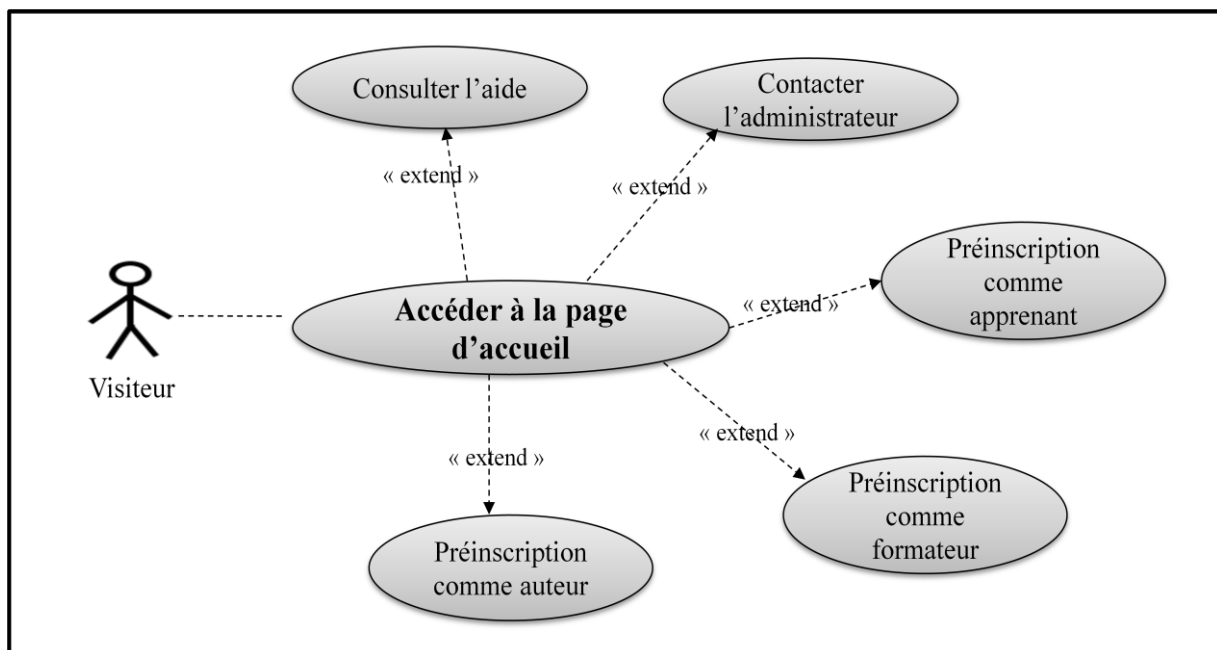 Consulter l’aide
Contacter
l’administrateur
« extend »
« extend »
Préinscription
comme
apprenant
« extend »
Accéder à la page
d’accueil
Visiteur
« extend »
« extend »
Préinscription
comme
formateur
Préinscription
comme auteur